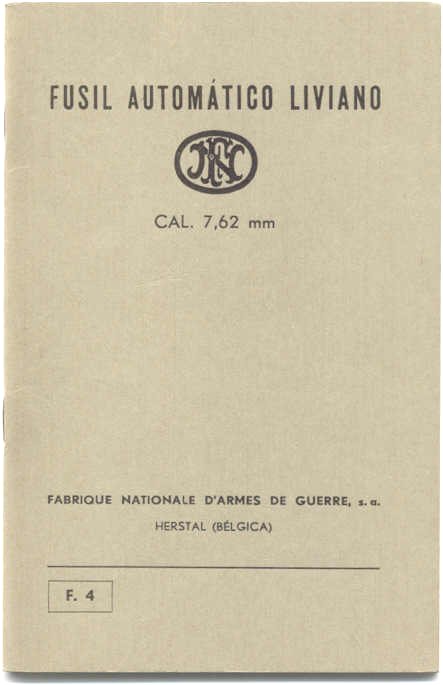 FUSIL AUTOMÁTICO LIVIANO
FN
CAL. 7,62 mm
FABRIQUE NATIONALE D'ARMES DE GUERRE, s. a.
HERSTAL (BÉLGICA)
F. 4